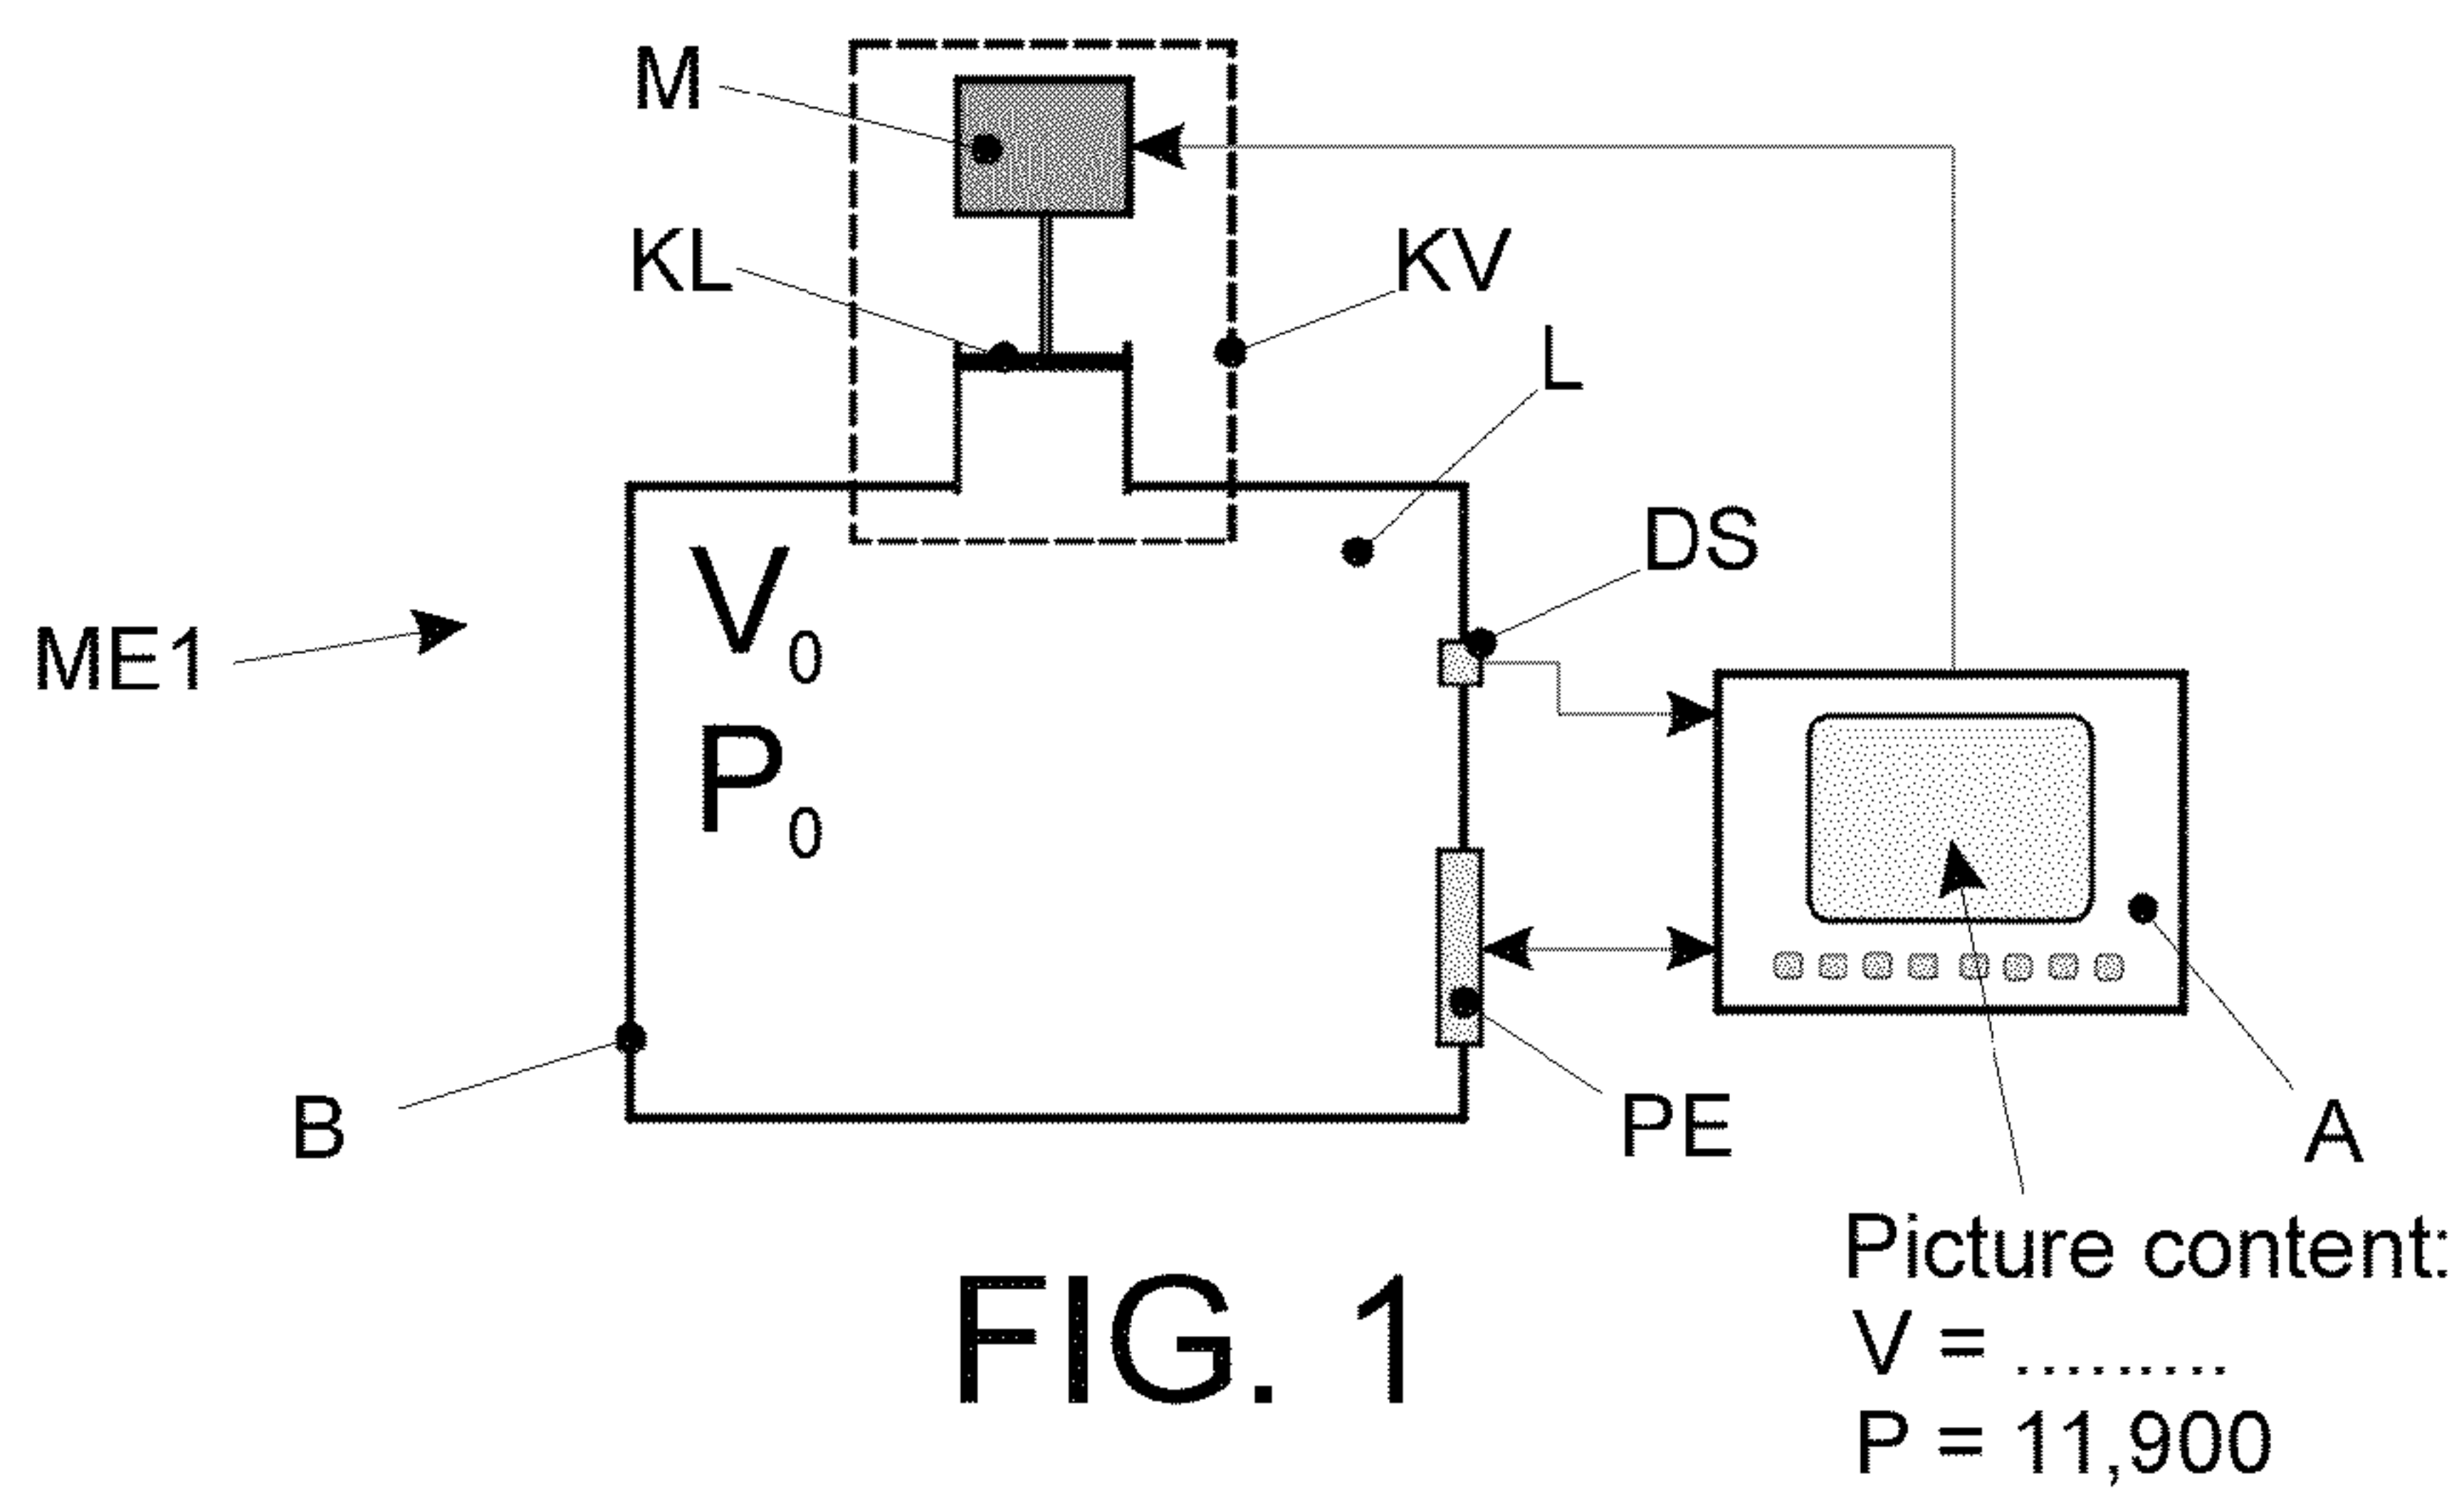 M
KL
KV
L
DS
ME1
V0
P0
B
PE
A
Picture content:
V = .........
P = 11,900
FIG. 1